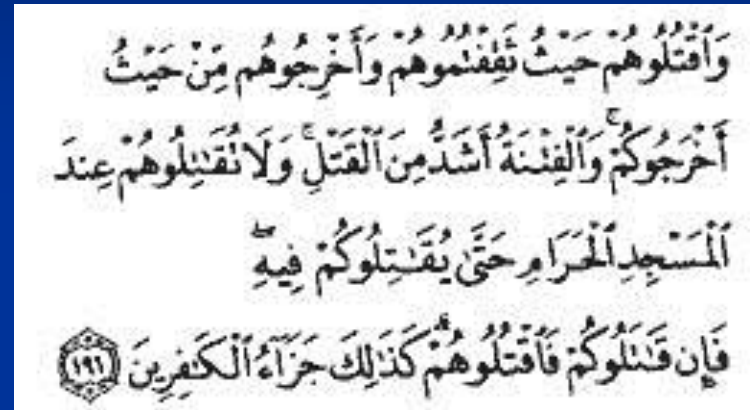 وَٱقْتُلُوهُمْ حَيْثُ ثَقِفْتُمُوهُمْ وَأَخْرِجُوهُم مِّنْ حَيْثُ
أَخْرَجُوكُمْ ۚ وَٱلْفِتْنَةُ أَشَدُّ مِنَ ٱلْقَتْلِ ۚ وَلَا تُقَٰتِلُوهُمْ عِندَ
ٱلْمَسْجِدِ ٱلْحَرَامِ حَتَّىٰ يُقَٰتِلُوكُمْ فِيهِ ۖ
فَإِن قَٰتَلُوكُمْ فَٱقْتُلُوهُمْ ۗ كَذَٰلِكَ جَزَآءُ ٱلْكَٰفِرِينَ ١٩١